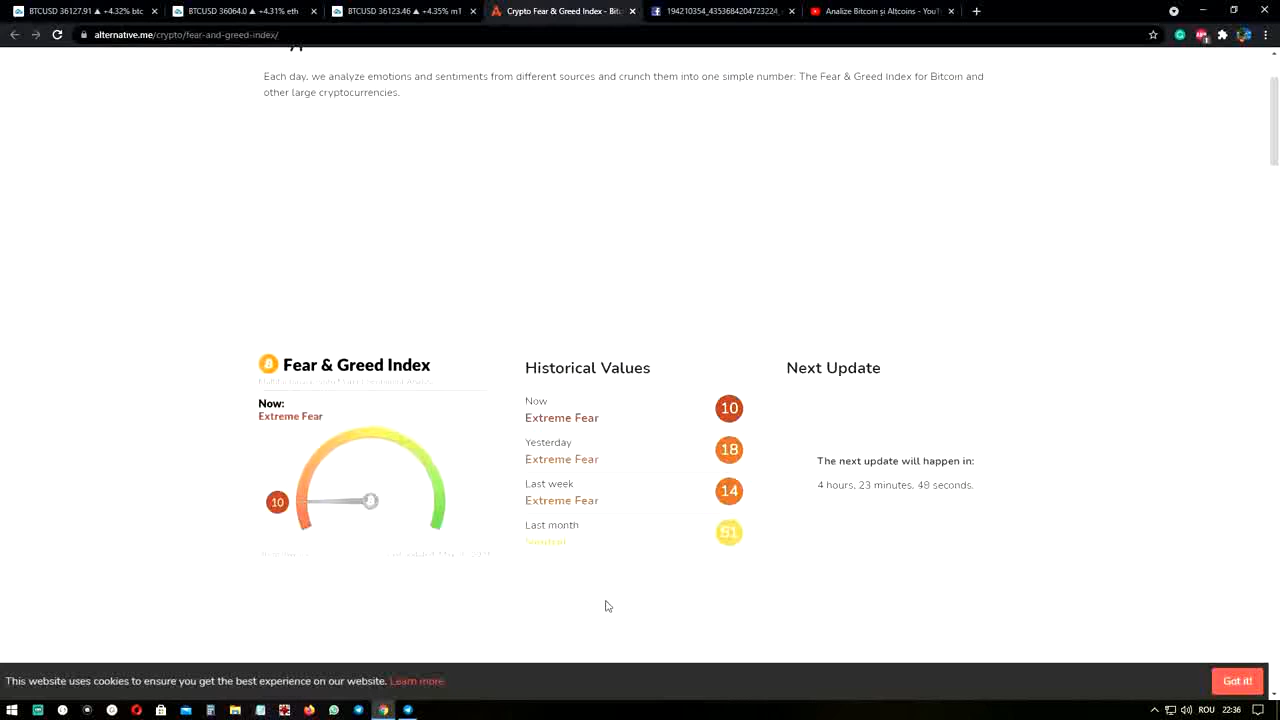 BTCUSD 36127.9 ▲ +4.32% btc
BTCUSD 36064.0 ▲ +4.31% eth
BTCUSD 36123.46 ▲ +4.35% m1
Crypto Fear & Greed Index - Bitc
194210354_4353684204723224_
Analize Bitcoin și Altcoins - YouT
alternative.me/crypto/fear-and-greed-index/
Each day, we analyze emotions and sentiments from different sources and crunch them into one simple number: The Fear & Greed Index for Bitcoin and
other large cryptocurrencies.
Fear & Greed Index
Now:
Extreme Fear
10
Historical Values
Now
Extreme Fear
10
Yesterday
Extreme Fear
18
Last week
Extreme Fear
14
Last month
51
Next Update
The next update will happen in:
4 hours, 23 minutes, 48 seconds.
This website uses cookies to ensure you get the best experience on our website. Learn more
Got it!
ROU 22:36